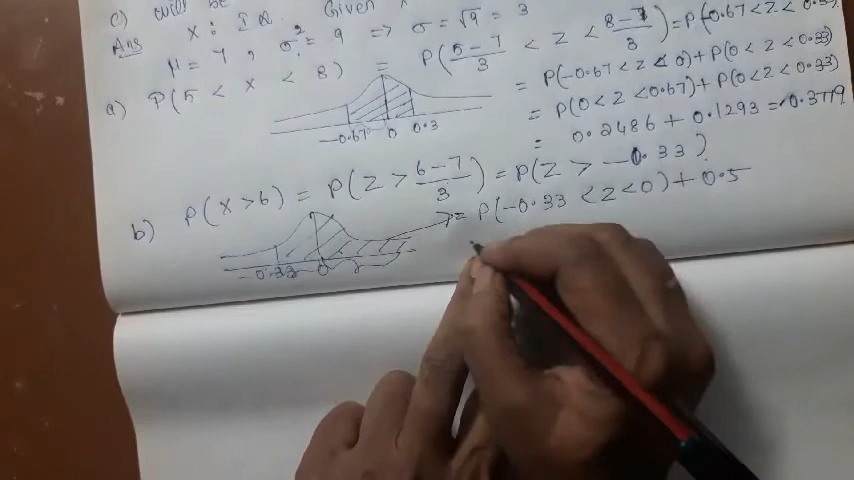 c) will be
Ans X : I Q. Given
μ = 7, σ² = 9 => σ = √9 = 3
a) P(5 < x < 8) = P(5-7/3 < Z < 8-7/3) = P(-0.67 < Z < 0.33)
= P(-0.67 < Z < 0) + P(0 < Z < 0.33)
= P(0 < Z < 0.67) + P(0 < Z < 0.33)
= 0.2486 + 0.1293 = 0.3779
-0.67 0 0.3
b) P(X > 6) = P(Z > 6-7/3) = P(Z > -0.33)
= P(-0.33 < Z < 0) + 0.5
-0.33 0